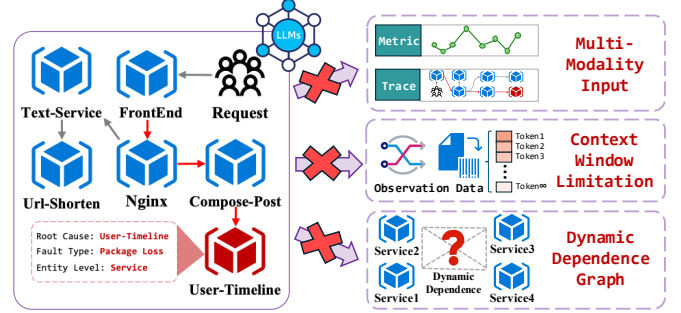 LLMs
Text-Service
FrontEnd
Request
Url-Shorten
Nginx
Compose-Post
User-Timeline
Root Cause: User-Timeline
Fault Type: Package Loss
Entity Level: Service
Metric
Trace
Multi-
Modality
Input
Observation Data
Token1
Token2
Token3
Token∞
Context
Window
Limitation
Service2
Service3
?
Dynamic
Dependence
Service1
Service4
Dynamic
Dependence
Graph